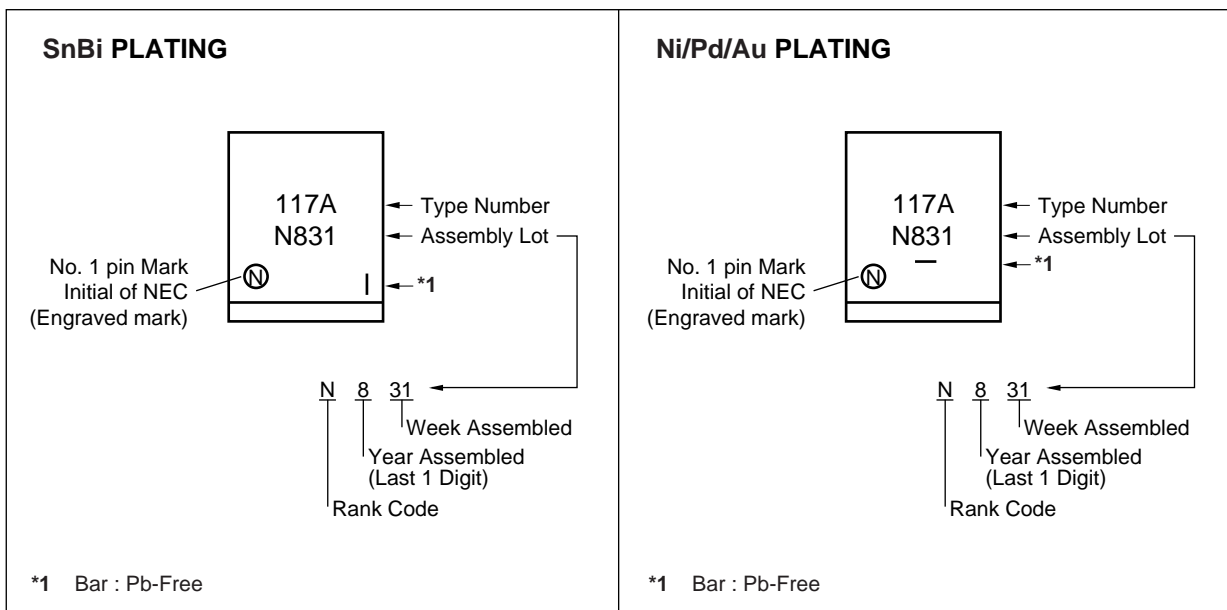 SnBi PLATING
117A
N831
Type Number
Assembly Lot
No. 1 pin Mark
Initial of NEC
(Engraved mark)
N
*1
N 8 31
Week Assembled
Year Assembled
(Last 1 Digit)
Rank Code
*1 Bar : Pb-Free
Ni/Pd/Au PLATING
117A
N831
Type Number
Assembly Lot
*1
No. 1 pin Mark
Initial of NEC
(Engraved mark)
N
N 8 31
Week Assembled
Year Assembled
(Last 1 Digit)
Rank Code
*1 Bar : Pb-Free